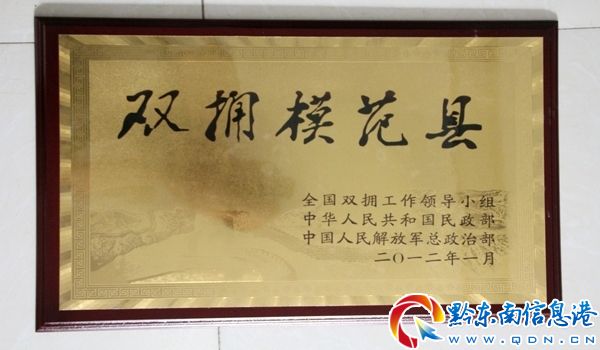 双拥模范县
全国双拥工作领导小组
中华人民共和国民政部
中国人民解放军总政治部
二〇一二年一月
黔东南信息港
WWW.QDN.CN